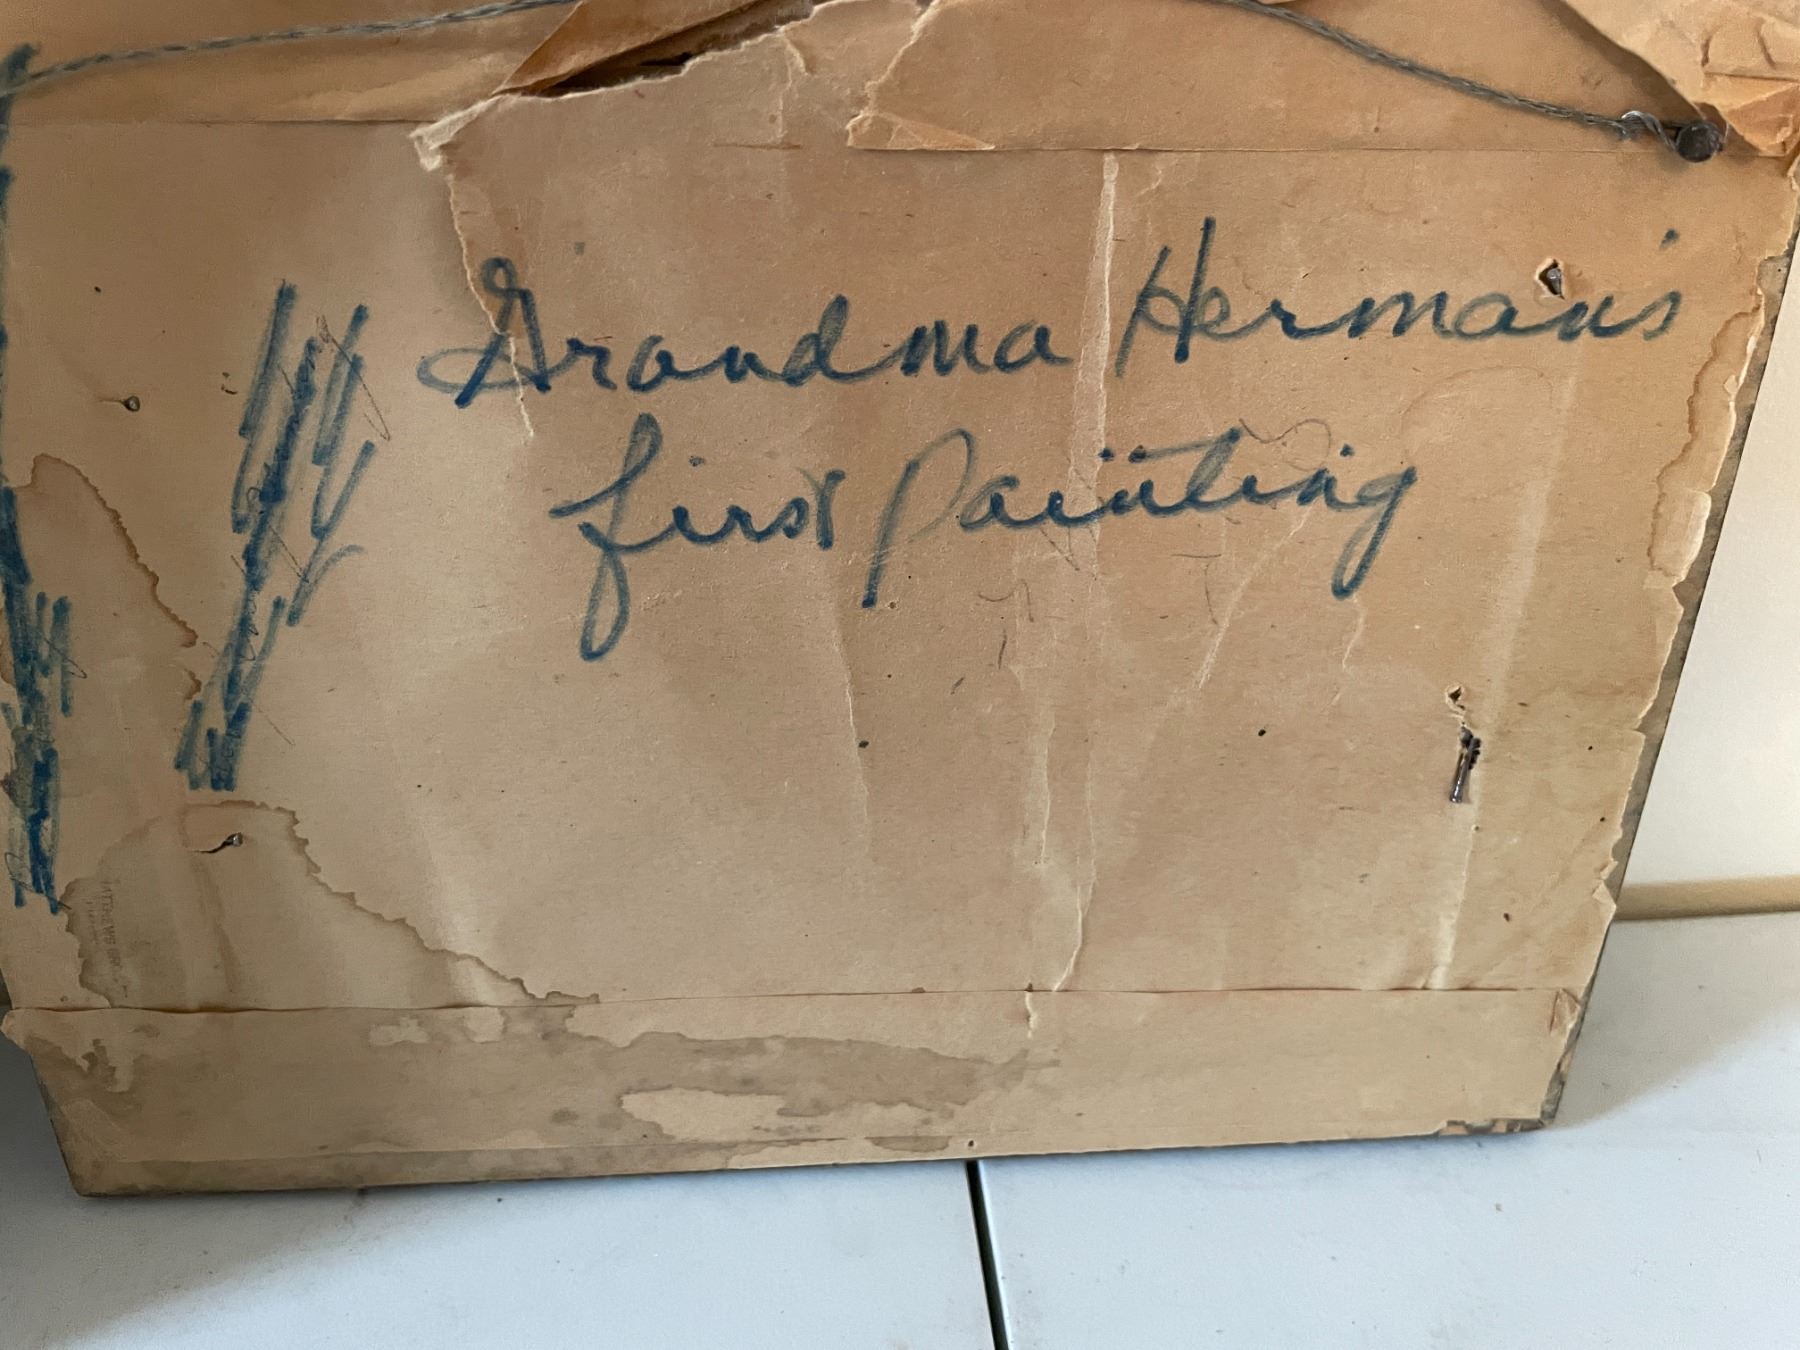 Grandma Herman's
first Painting